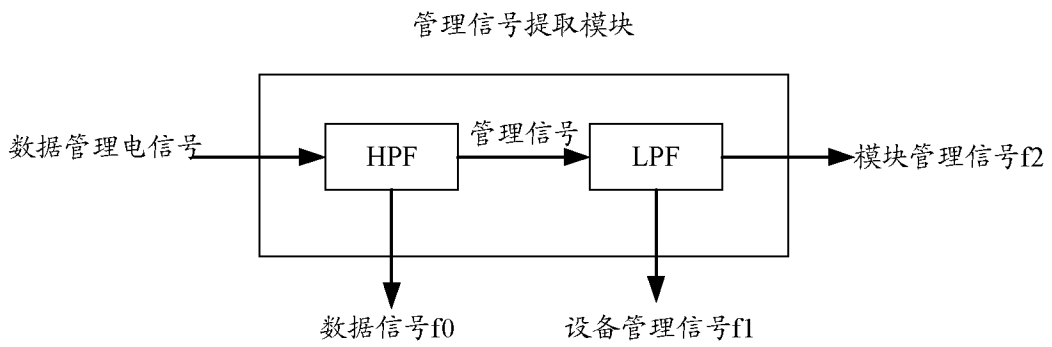 管理信号提取模块
数据管理电信号
HPF
管理信号
LPF
模块管理信号f2
数据信号f0
设备管理信号f1